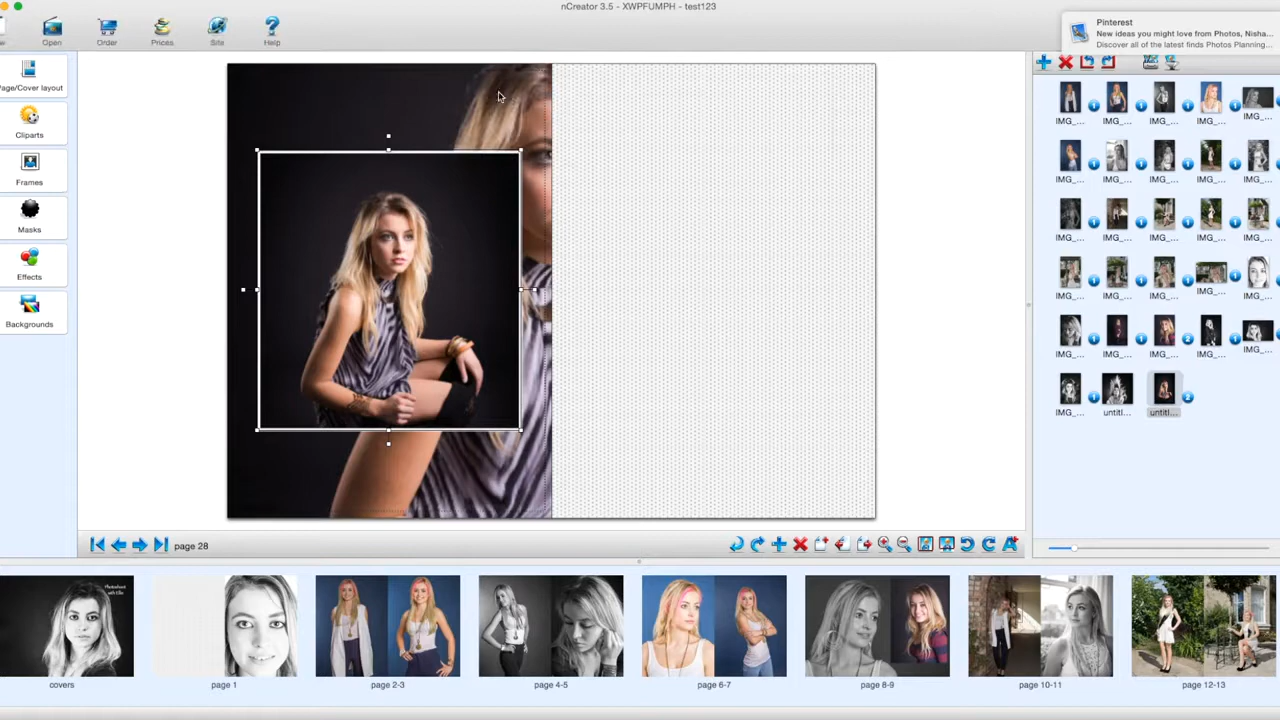 nCreator 3.5 - XWPFUMPH - test123
Open
Order
Prices
Site
Help
Pinterest
New ideas you might love from Photos, Nisha...
Discover all of the latest finds Photos Planning...
Page/Cover layout
Cliparts
Frames
Masks
Effects
Backgrounds
IMG_... IMG_... IMG_... IMG_... IMG_...
IMG_... IMG_... IMG_... IMG_... IMG_...
IMG_... IMG_... IMG_... IMG_... IMG_...
IMG_... IMG_... IMG_... IMG_... IMG_...
IMG_... IMG_... IMG_... IMG_... IMG_...
IMG_... untitl... untitl...
page 28
covers
page 1
page 2-3
page 4-5
page 6-7
page 8-9
page 10-11
page 12-13